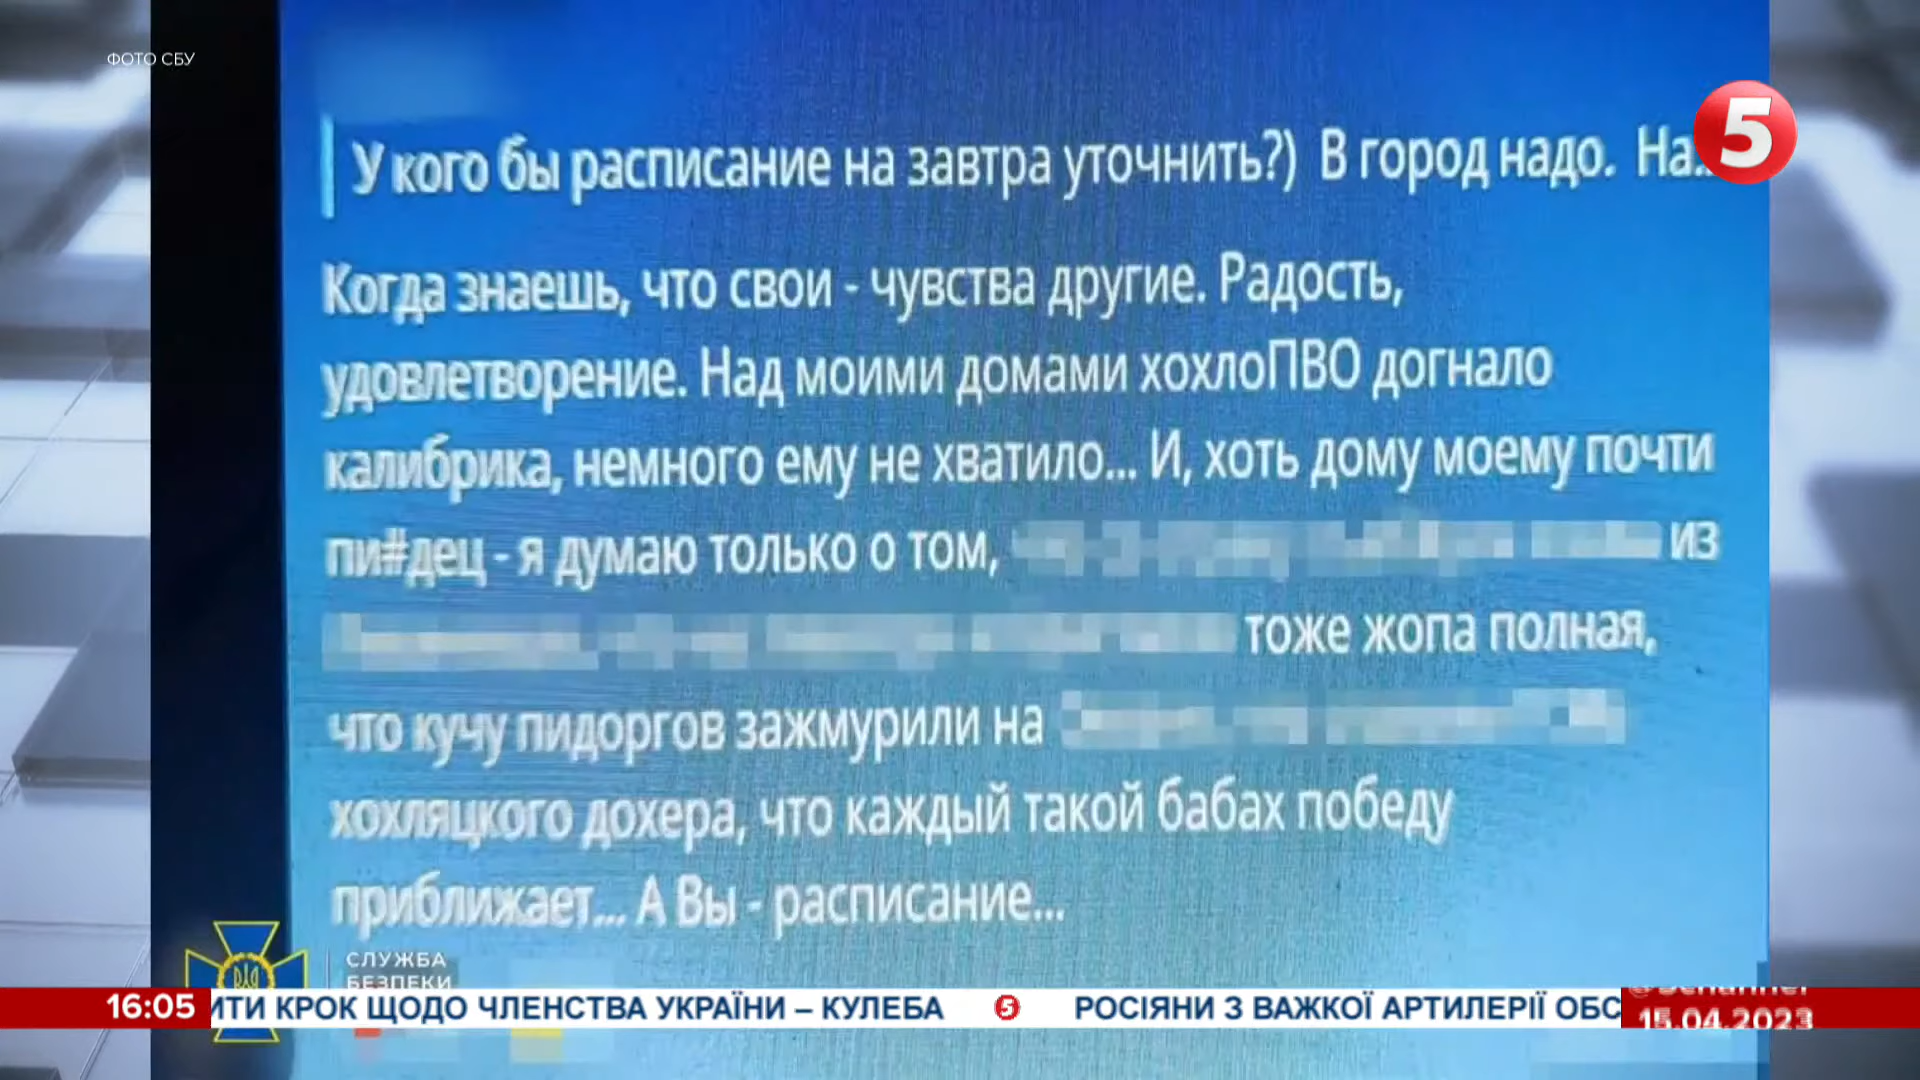 ФОТО СБУ
5
У кого бы расписание на завтра уточнить?) В город надо. На..
Когда знаешь, что свои - чувства другие. Радость,
удовлетворение. Над моими домами хохлоПВО догнало
калибрика, немного ему не хватило... И, хоть дому моему почти
пи#дец - я думаю только о том, из
тоже жопа полная,
что кучу пидоргов зажмурили на
хохляцкого дохера, что каждый такой бабах победу
приближает... А Вы - расписание...
СЛУЖБА
БЕЗПЕКИ
16:05 ИТИ КРОК ЩОДО ЧЛЕНСТВА УКРАЇНИ – КУЛЕБА 5 РОСІЯНИ З ВАЖКОЇ АРТИЛЕРІЇ ОБС
15.04.2023